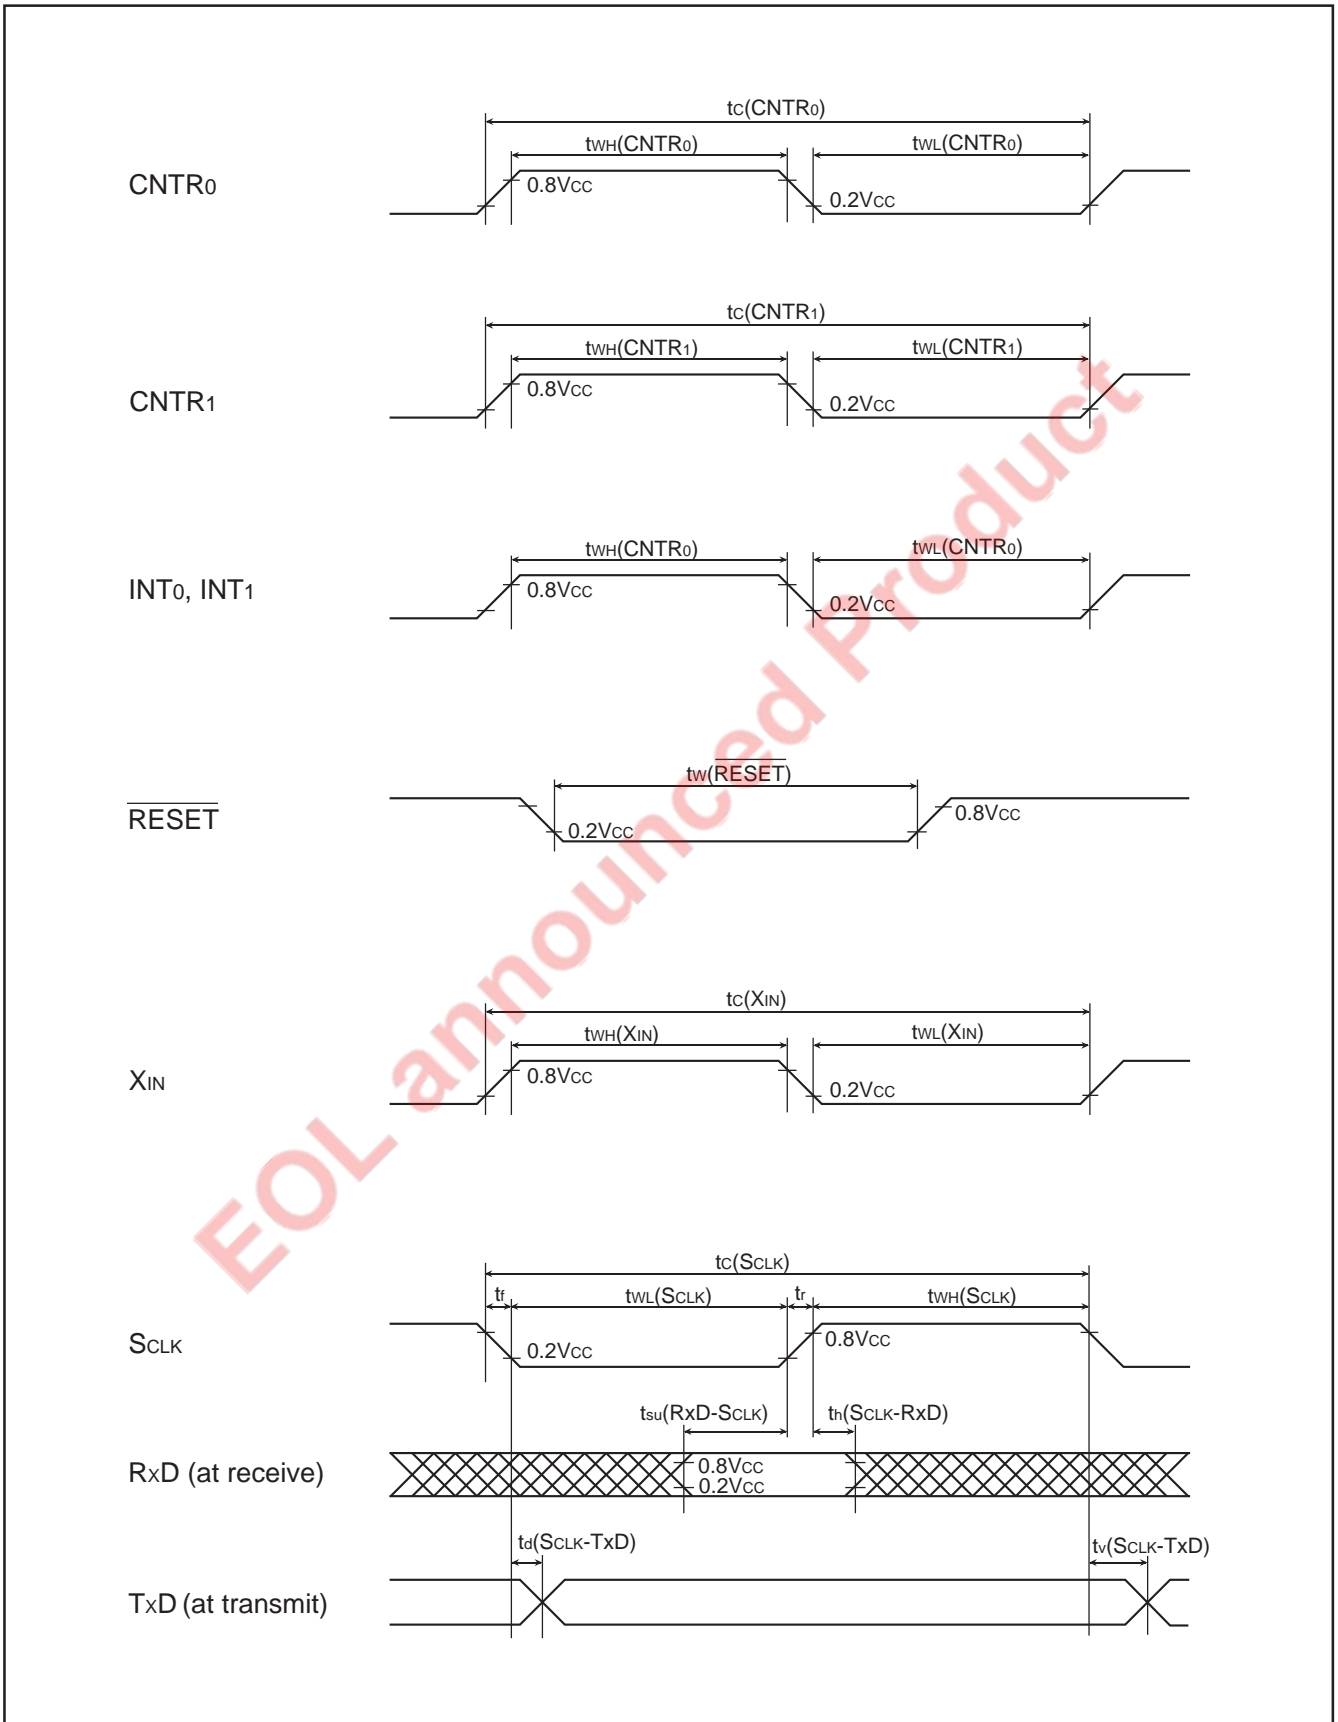 tC(CNTR0)
tWH(CNTR0) tWL(CNTR0)
CNTR0 0.8VCC 0.2VCC
tC(CNTR1)
tWH(CNTR1) tWL(CNTR1)
CNTR1 0.8VCC 0.2VCC
tWH(CNTR0) tWL(CNTR0)
INT0, INT1 0.8VCC 0.2VCC
tW(RESET)
RESET 0.2VCC 0.8VCC
tC(XIN)
tWH(XIN) tWL(XIN)
XIN 0.8VCC 0.2VCC
tC(SCLK)
tf tWL(SCLK) tr tWH(SCLK)
SCLK 0.2VCC 0.8VCC
tsu(RxD-SCLK) th(SCLK-RxD)
RXD (at receive) 0.8VCC
0.2VCC
td(SCLK-TxD) tv(SCLK-TxD)
TXD (at transmit)
EOL announced Product